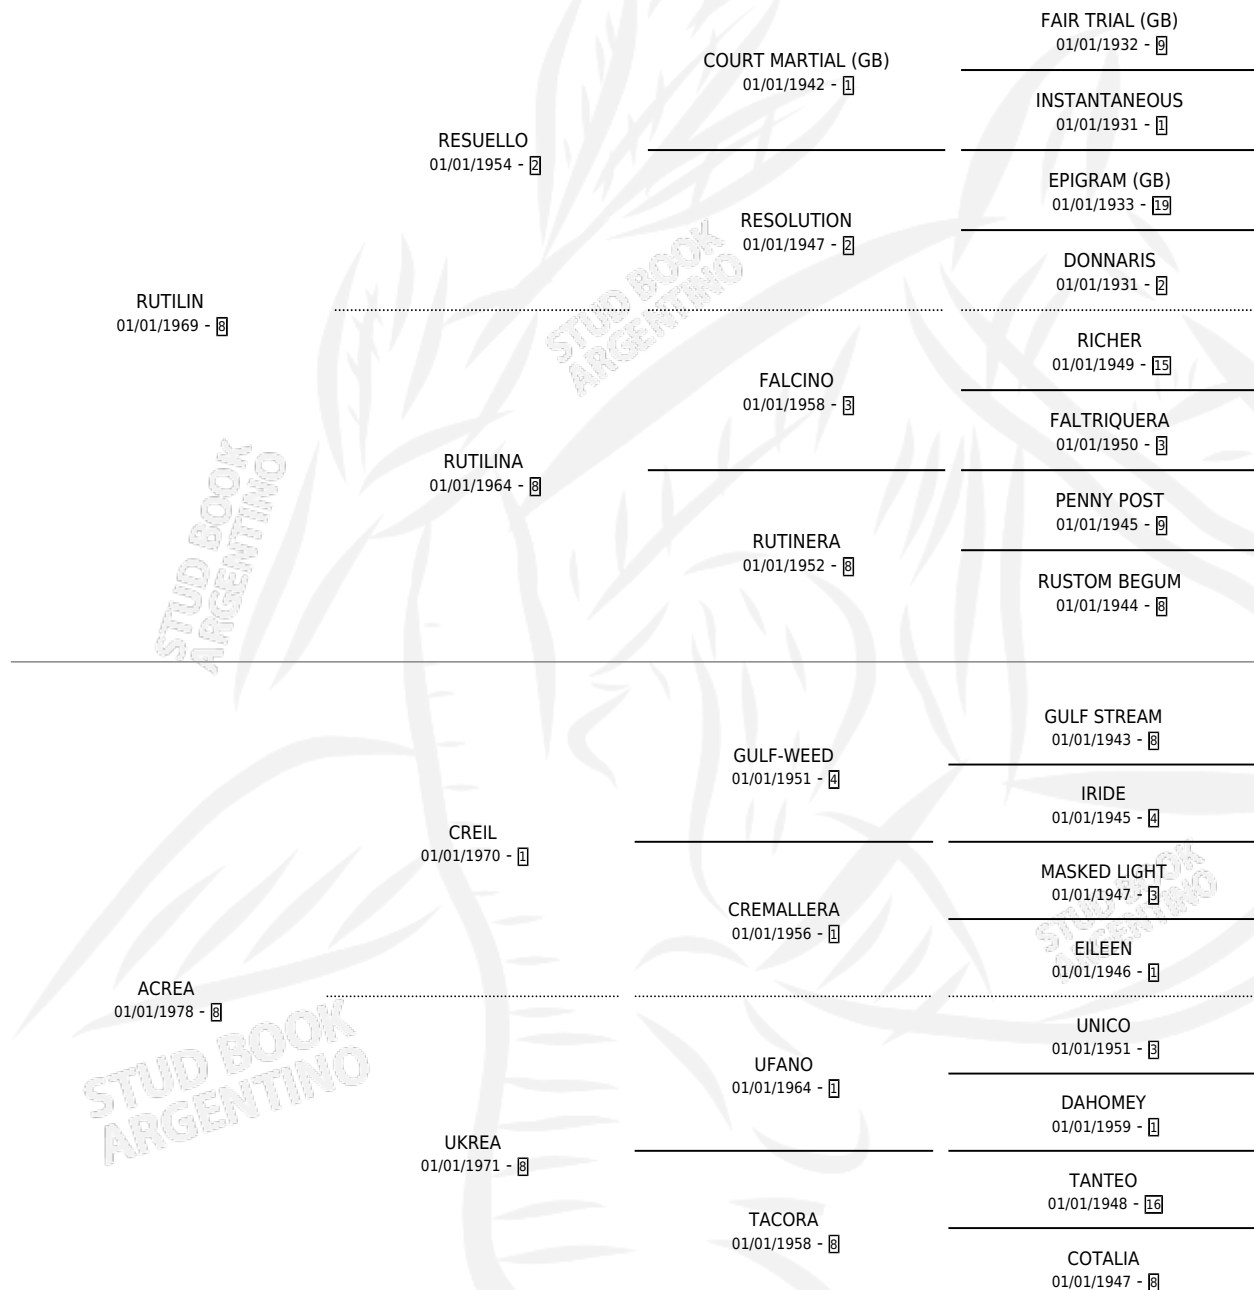 FAIR TRIAL (GB)
01/01/1932 - 9
COURT MARTIAL (GB)
01/01/1942 - 1
INSTANTANEOUS
01/01/1931 - 1
RESUELLO
01/01/1954 - 2
EPIGRAM (GB)
01/01/1933 - 19
RESOLUTION
01/01/1947 - 2
DONNARIS
01/01/1931 - 2
RUTILIN
01/01/1969 - 8
RICHER
01/01/1949 - 15
FALCINO
01/01/1958 - 3
FALTRIQUERA
01/01/1950 - 3
RUTILINA
01/01/1964 - 8
PENNY POST
01/01/1945 - 9
RUTINERA
01/01/1952 - 8
RUSTOM BEGUM
01/01/1944 - 8
GULF STREAM
01/01/1943 - 8
GULF-WEED
01/01/1951 - 4
IRIDE
01/01/1945 - 4
CREIL
01/01/1970 - 1
MASKED LIGHT
01/01/1947 - 3
CREMALLERA
01/01/1956 - 1
EILEEN
01/01/1946 - 1
ACREA
01/01/1978 - 8
UNICO
01/01/1951 - 3
UFANO
01/01/1964 - 1
DAHOMEY
01/01/1959 - 1
UKREA
01/01/1971 - 8
TANTEO
01/01/1948 - 16
TACORA
01/01/1958 - 8
COTALIA
01/01/1947 - 8
STUD BOOK
ARGENTINO
STUD BOOK
ARGENTINO
STUD BOOK
ARGENTINO
STUD BOOK
ARGENTINO